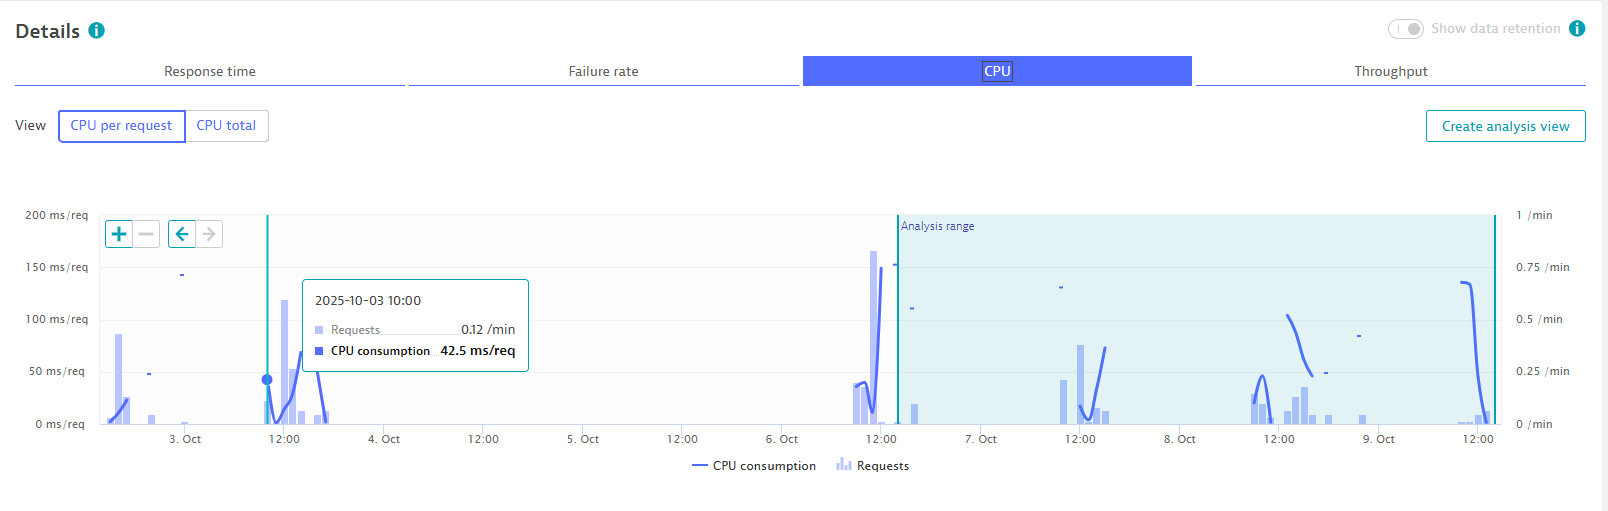 Details
Show data retention
Response time
Failure rate
CPU
Throughput
View
CPU per request
CPU total
Create analysis view
200 ms/req
150 ms/req
100 ms/req
50 ms/req
0 ms/req
Analysis range
2025-10-03 10:00
Requests 0.12 /min
CPU consumption 42.5 ms/req
1 /min
0.75 /min
0.5 /min
0.25 /min
0 /min
3. Oct
12:00
4. Oct
12:00
5. Oct
12:00
6. Oct
12:00
7. Oct
12:00
8. Oct
12:00
9. Oct
12:00
CPU consumption
Requests